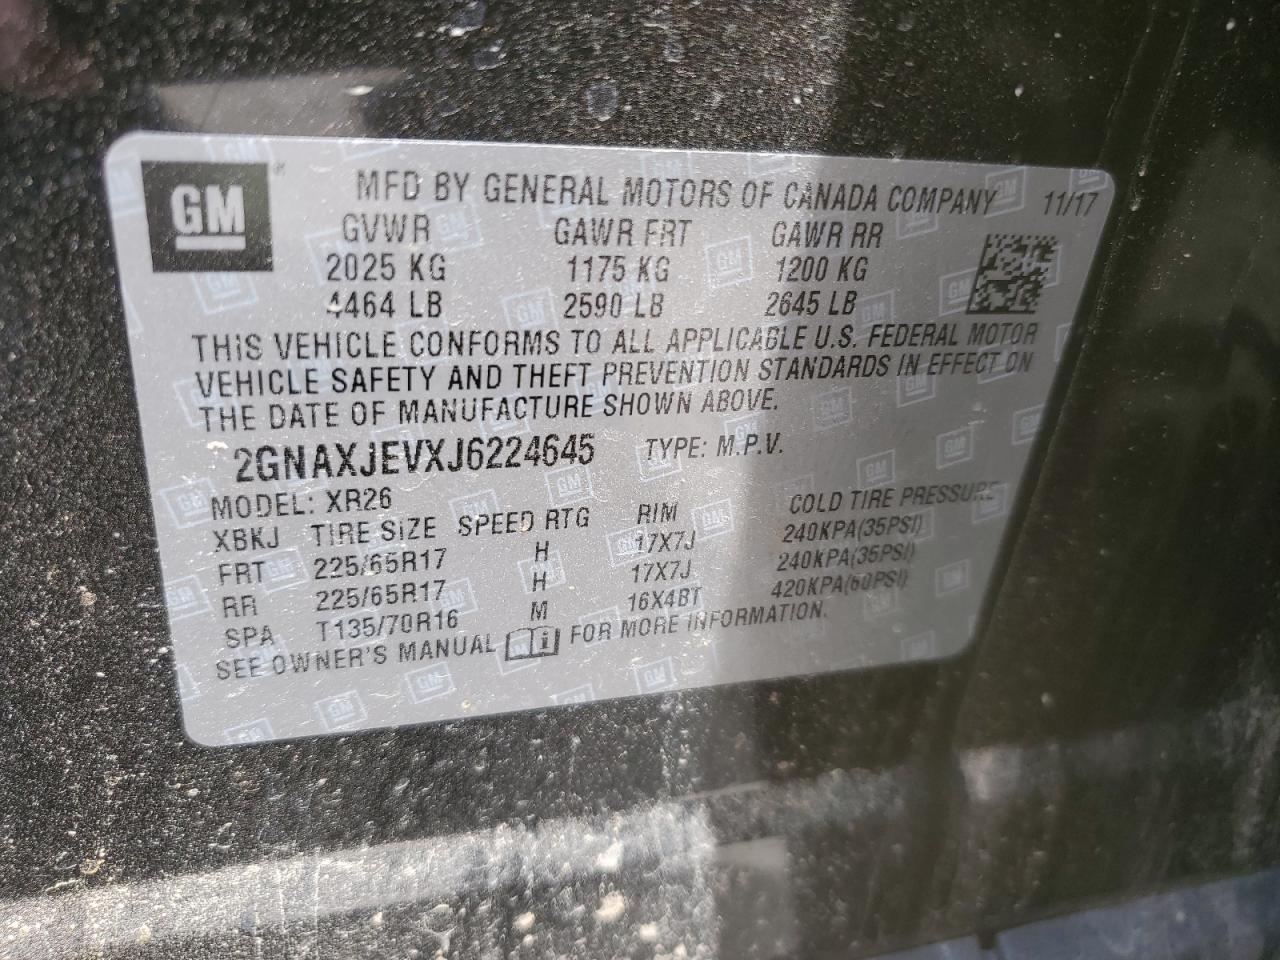 GM
MFD BY GENERAL MOTORS OF CANADA COMPANY 11/17
GVWR GAWR FRT GAWR RR
2025 KG 1175 KG 1200 KG
4464 LB 2590 LB 2645 LB
THIS VEHICLE CONFORMS TO ALL APPLICABLE U.S. FEDERAL MOTOR
VEHICLE SAFETY AND THEFT PREVENTION STANDARDS IN EFFECT ON
THE DATE OF MANUFACTURE SHOWN ABOVE.
2GNAXJEVXJ6224645 TYPE: M.P.V.
MODEL: XR26
XBKJ TIRE SIZE SPEED RTG RIM COLD TIRE PRESSURE
FRT 225/65R17 H 17X7J 240KPA(35PSI)
RR 225/65R17 H 17X7J 240KPA(35PSI)
SPA T135/70R16 M 16X4BT 420KPA(60PSI)
SEE OWNER'S MANUAL FOR MORE INFORMATION.